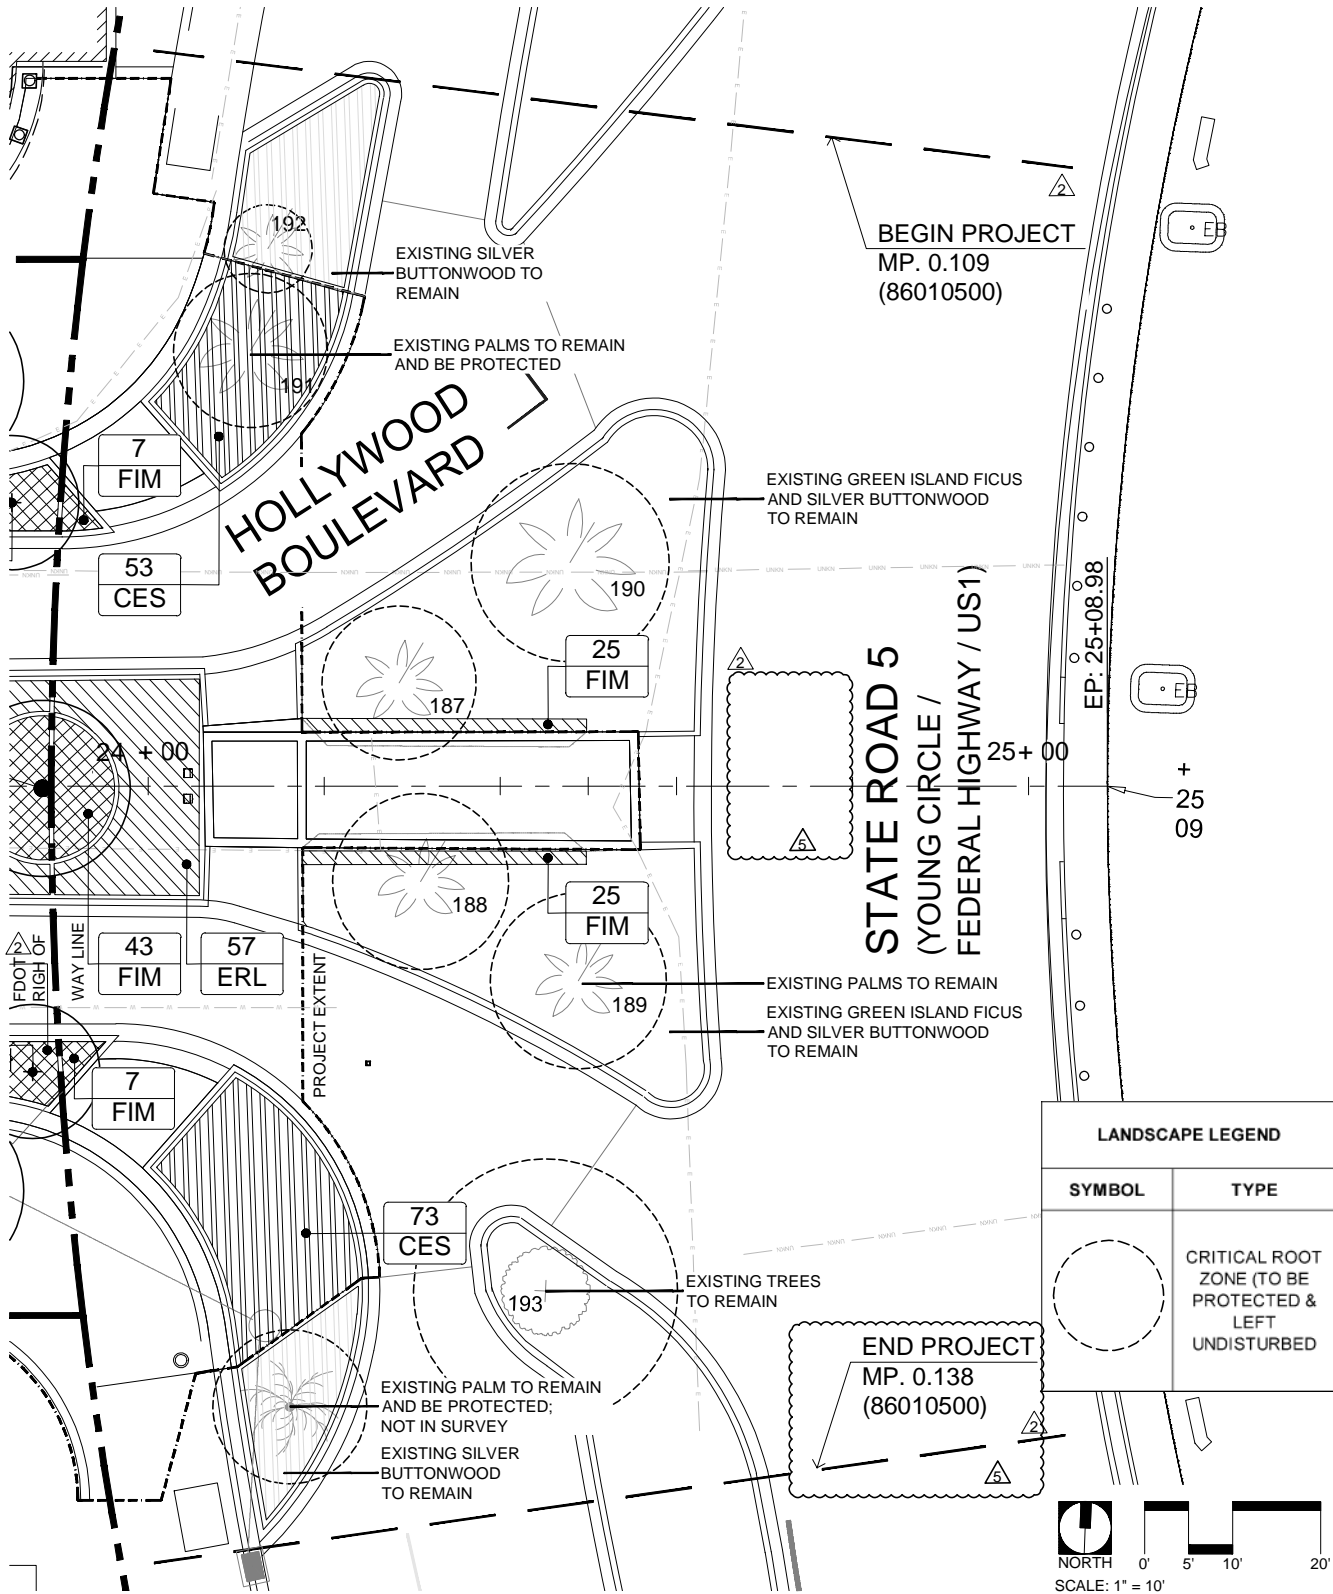 192
EXISTING SILVER
BUTTONWOOD TO
REMAIN
2
BEGIN PROJECT
MP. 0.109
(86010500)
EB
EXISTING PALMS TO REMAIN
AND BE PROTECTED
191
HOLLYWOOD
BOULEVARD
7
FIM
53
CES
EXISTING GREEN ISLAND FICUS
AND SILVER BUTTONWOOD
TO REMAIN
190
25
FIM
187
2
STATE ROAD 5
(YOUNG CIRCLE /
FEDERAL HIGHWAY / US1)
EP: 25+08.98
EB
24 + 00
25+ 00
+
25
09
5
25
FIM
188
2
FDOT
RIGH OF
WAY LINE
43
FIM
57
ERL
PROJECT EXTENT
189
EXISTING PALMS TO REMAIN
EXISTING GREEN ISLAND FICUS
AND SILVER BUTTONWOOD
TO REMAIN
7
FIM
73
CES
193
EXISTING TREES
TO REMAIN
END PROJECT
MP. 0.138
(86010500)
2
5
EXISTING PALM TO REMAIN
AND BE PROTECTED;
NOT IN SURVEY
EXISTING SILVER
BUTTONWOOD
TO REMAIN
LANDSCAPE LEGEND
SYMBOL TYPE
CRITICAL ROOT
ZONE (TO BE
PROTECTED &
LEFT
UNDISTURBED
NORTH
0' 5' 10' 20'
SCALE: 1" = 10'